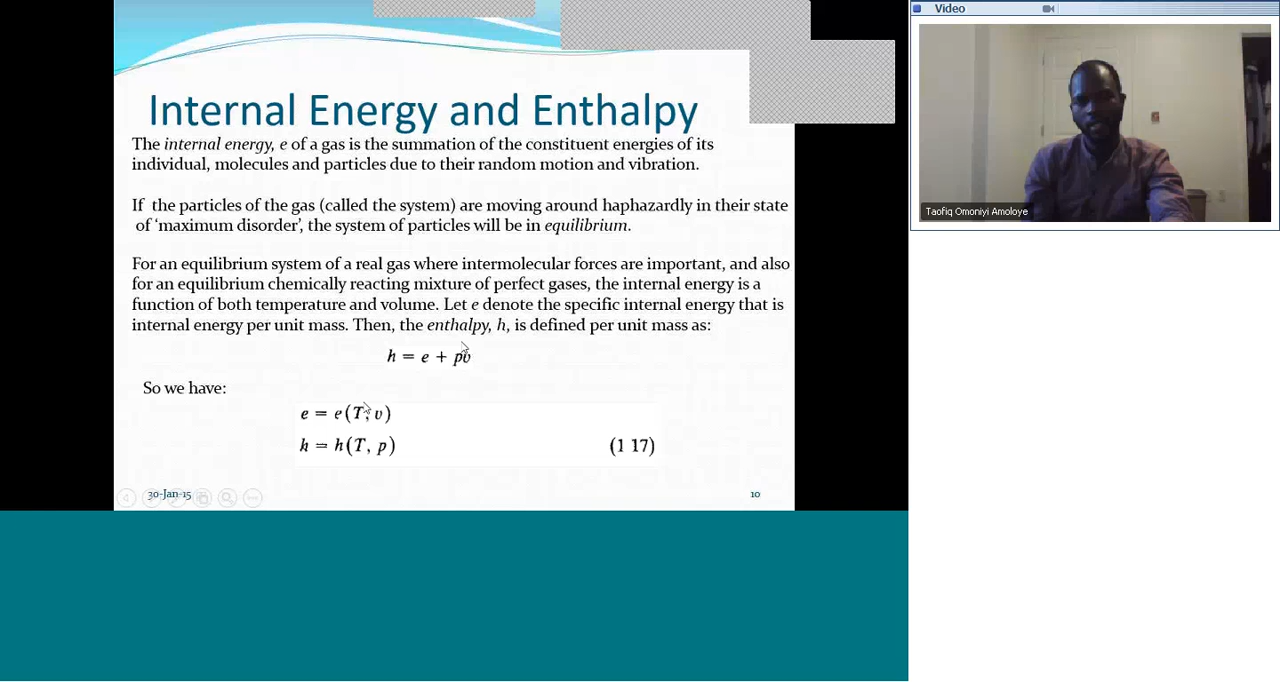 Video
Internal Energy and Enthalpy
The internal energy, e of a gas is the summation of the constituent energies of its
individual, molecules and particles due to their random motion and vibration.
If the particles of the gas (called the system) are moving around haphazardly in their state
of ‘maximum disorder’, the system of particles will be in equilibrium.
For an equilibrium system of a real gas where intermolecular forces are important, and also
for an equilibrium chemically reacting mixture of perfect gases, the internal energy is a
function of both temperature and volume. Let e denote the specific internal energy that is
internal energy per unit mass. Then, the enthalpy, h, is defined per unit mass as:
h = e + pv
So we have:
e = e(T, v)
h = h(T, p) (1 17)
30-Jan-15 10
Taofiq Omoniyi Amoloye